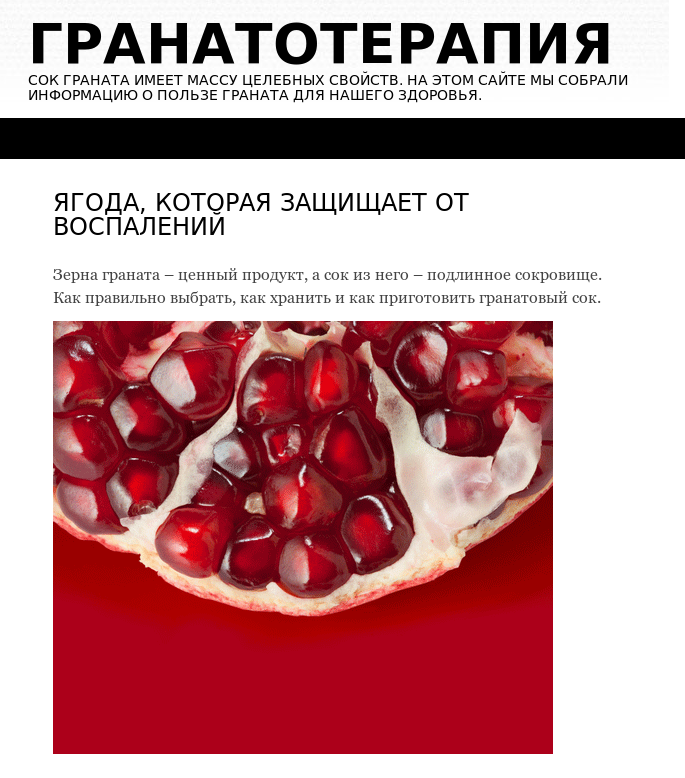 ГРАНАТОТЕРАПИЯ
СОК ГРАНАТА ИМЕЕТ МАССУ ЦЕЛЕБНЫХ СВОЙСТВ. НА ЭТОМ САЙТЕ МЫ СОБРАЛИ
ИНФОРМАЦИЮ О ПОЛЬЗЕ ГРАНАТА ДЛЯ НАШЕГО ЗДОРОВЬЯ.
ЯГОДА, КОТОРАЯ ЗАЩИЩАЕТ ОТ
ВОСПАЛЕНИЙ
Зерна граната – ценный продукт, а сок из него – подлинное сокровище.
Как правильно выбрать, как хранить и как приготовить гранатовый сок.